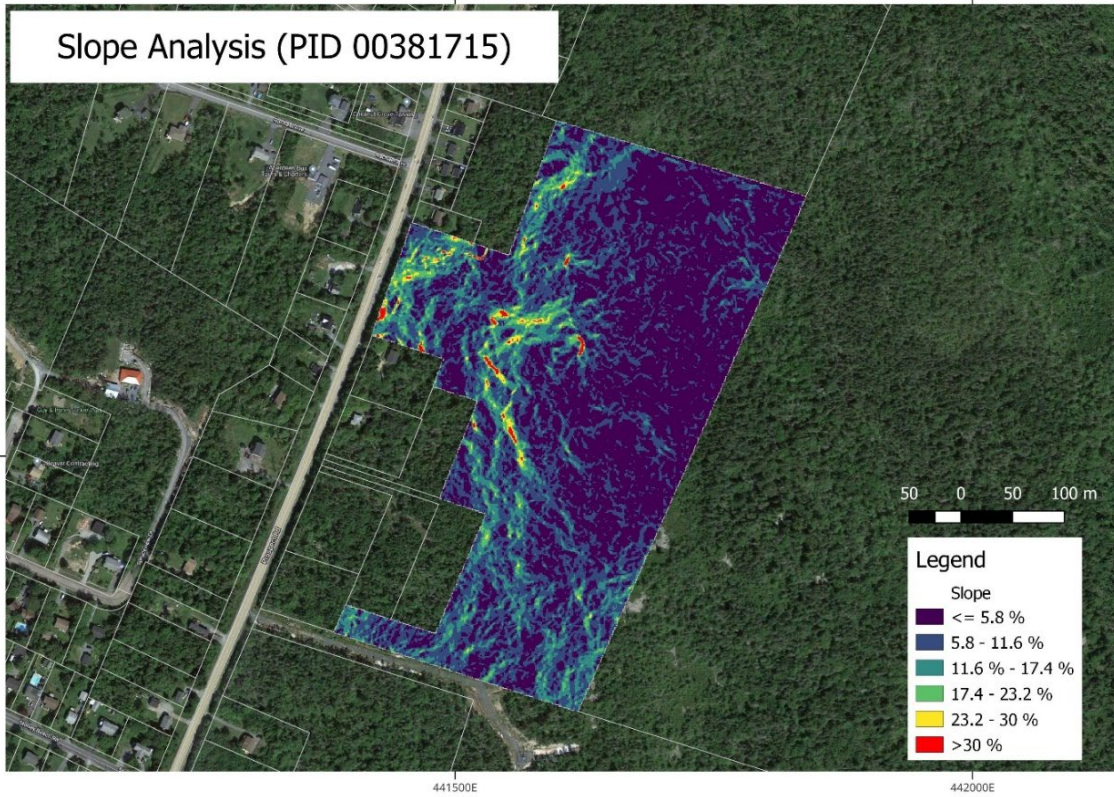 Slope Analysis (PID 00381715)
50 0 50 100 m
Legend
Slope
<= 5.8 %
5.8 - 11.6 %
11.6 % - 17.4 %
17.4 - 23.2 %
23.2 - 30 %
>30 %
441500E
442000E